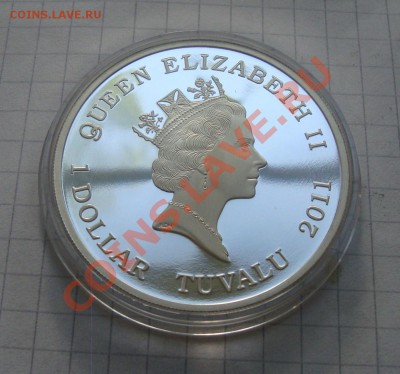 COINS.LAVE.RU
QUEEN ELIZABETH II
1 DOLLAR TUVALU 2011
COINS.LAVE.RU